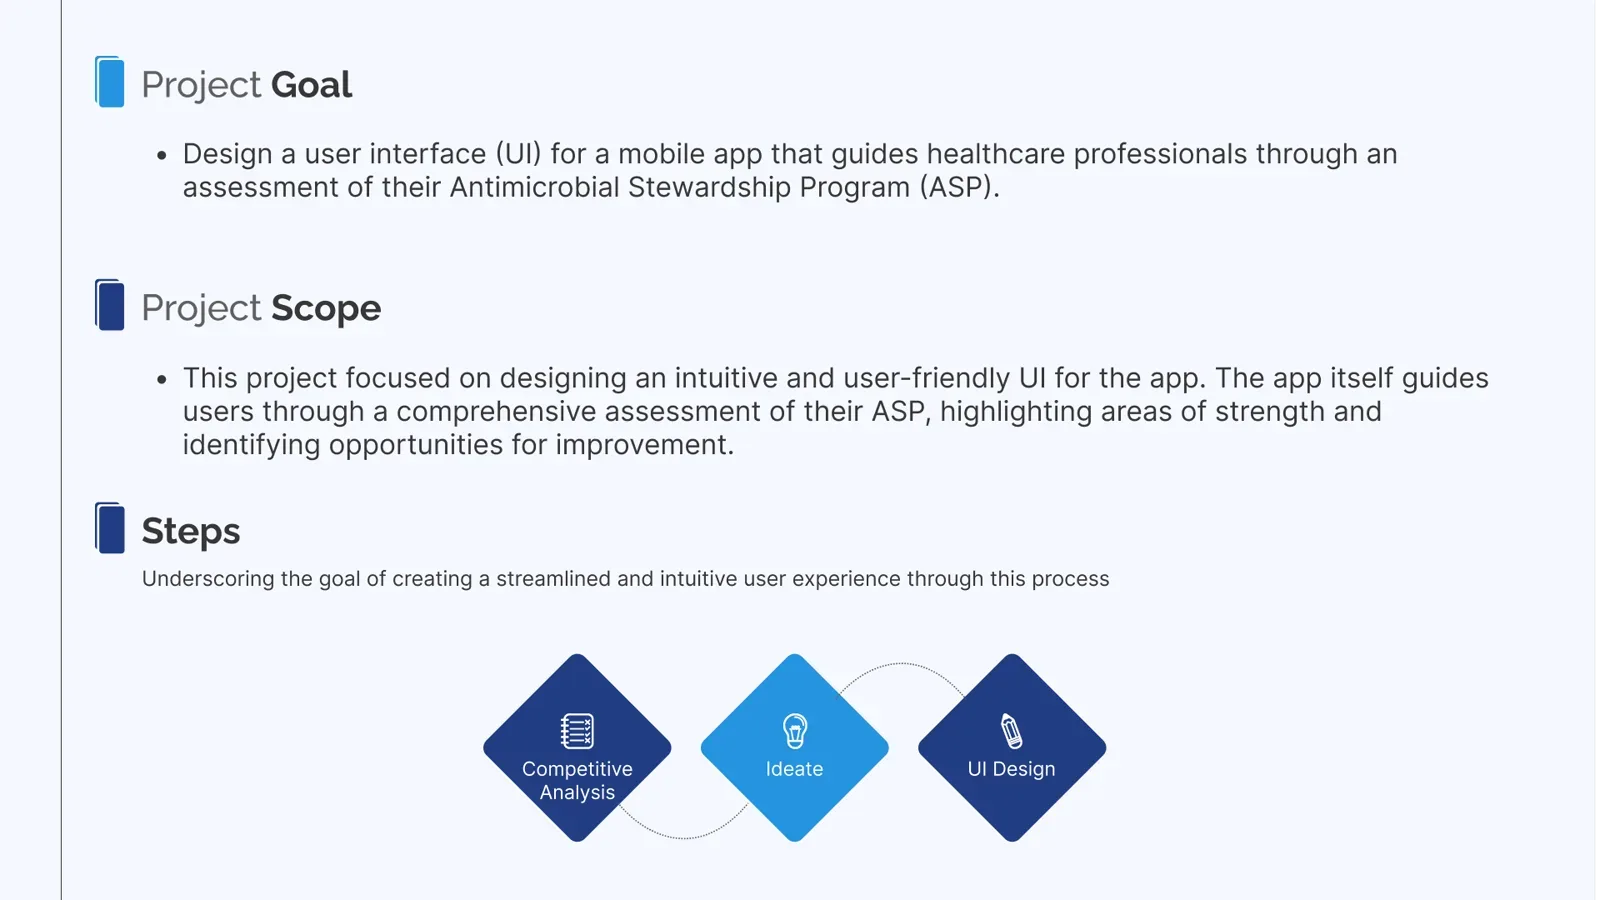 Project Goal
• Design a user interface (UI) for a mobile app that guides healthcare professionals through an
assessment of their Antimicrobial Stewardship Program (ASP).
Project Scope
• This project focused on designing an intuitive and user-friendly UI for the app. The app itself guides
users through a comprehensive assessment of their ASP, highlighting areas of strength and
identifying opportunities for improvement.
Steps
Underscoring the goal of creating a streamlined and intuitive user experience through this process
Competitive
Analysis
Ideate
UI Design